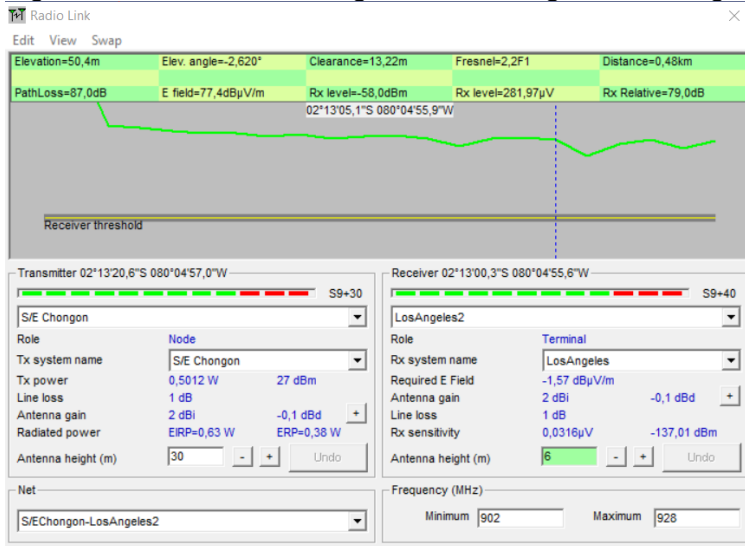 Radio Link
Edit View Swap
Elevation=50,4m Elev. angle=-2,620° Clearance=13,22m Fresnel=2,2F1 Distance=0,48km
PathLoss=87,0dB E field=77,4dBµV/m Rx level=-58,0dBm Rx level=281,97µV Rx Relative=79,0dB
02°13'05,1"S 080°04'55,9"W
Receiver threshold
Transmitter 02°13'20,6"S 080°04'57,0"W
S9+30
S/E Chongon
Role Node
Tx system name S/E Chongon
Tx power 0,5012 W 27 dBm
Line loss 1 dB
Antenna gain 2 dBi -0,1 dBd +
Radiated power EIRP=0,63 W ERP=0,38 W
Antenna height (m) 30 - + Undo
Net
S/EChongon-LosAngeles2
Receiver 02°13'00,3"S 080°04'55,6"W
S9+40
LosAngeles2
Role Terminal
Rx system name LosAngeles
Required E Field -1,57 dBµV/m
Antenna gain 2 dBi -0,1 dBd +
Line loss 1 dB
Rx sensitivity 0,0316µV -137,01 dBm
Antenna height (m) 6 - + Undo
Frequency (MHz)
Minimum 902 Maximum 928